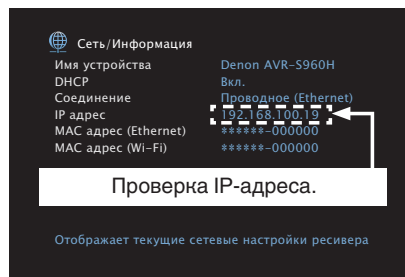 Сеть/Информация
Имя устройства Denon AVR-S960H
DHCP Вкл.
Соединение Проводное (Ethernet)
IP адрес 192.168.100.19
MAC адрес (Ethernet) ******-000000
MAC адрес (Wi-Fi) ******-000000
Проверка IP-адреса.
Отображает текущие сетевые настройки ресивера